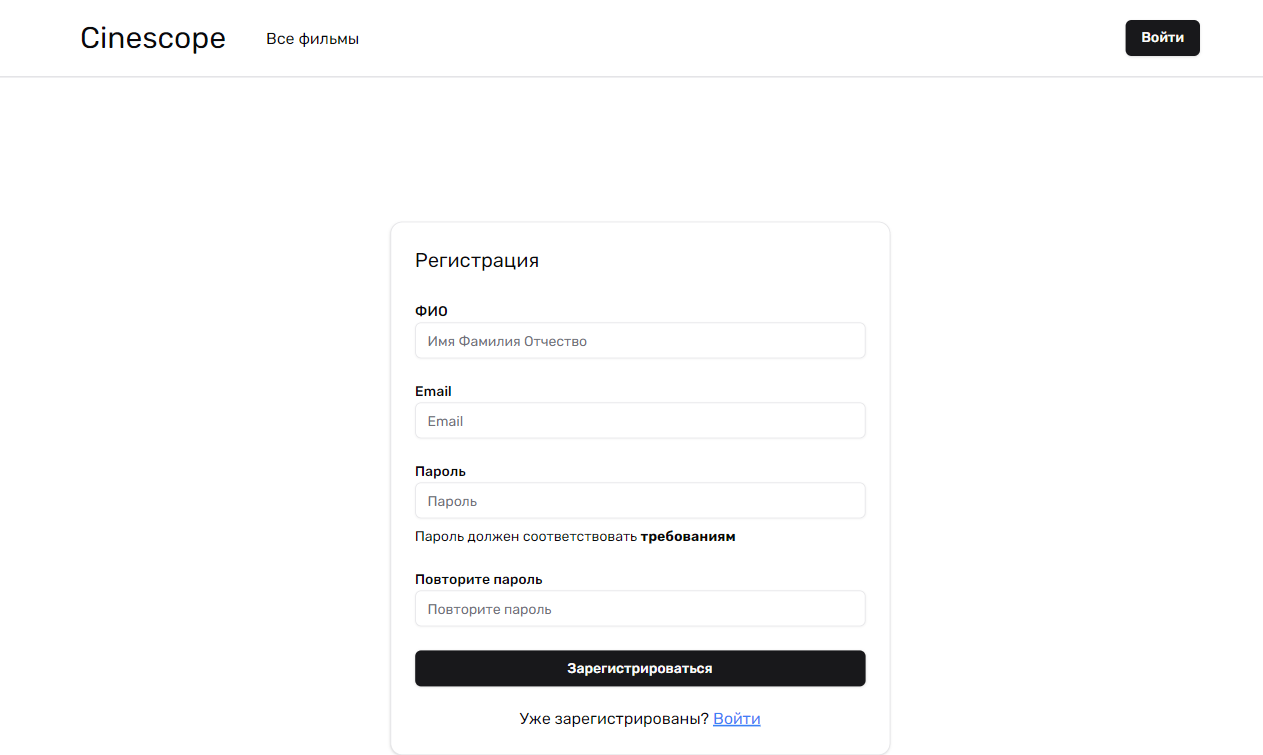 Cinescope
Все фильмы
Войти
Регистрация
ФИО
Имя Фамилия Отчество
Email
Email
Пароль
Пароль
Пароль должен соответствовать требованиям
Повторите пароль
Повторите пароль
Зарегистрироваться
Уже зарегистрированы? Войти